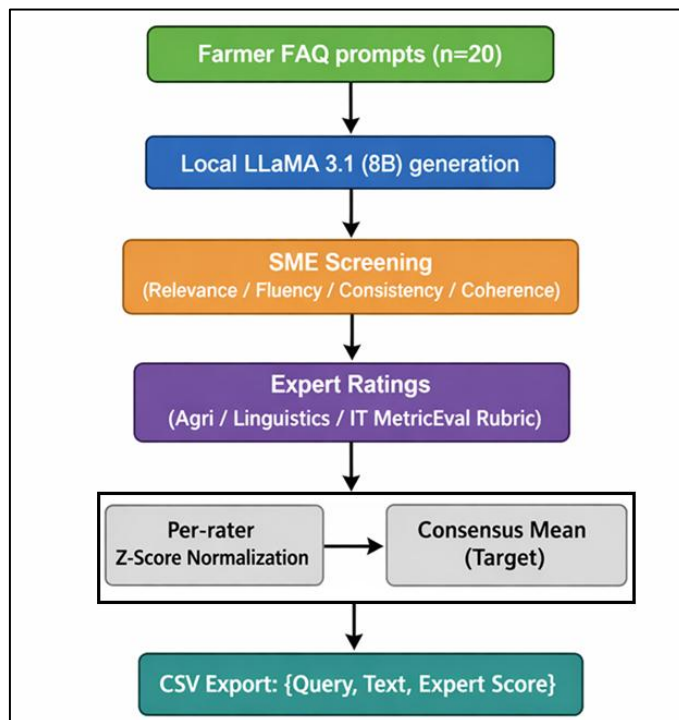 Farmer FAQ prompts (n=20)
Local LLaMA 3.1 (8B) generation
SME Screening
(Relevance / Fluency / Consistency / Coherence)
Expert Ratings
(Agri / Linguistics / IT MetricEval Rubric)
Per-rater
Z-Score Normalization
Consensus Mean
(Target)
CSV Export: {Query, Text, Expert Score}